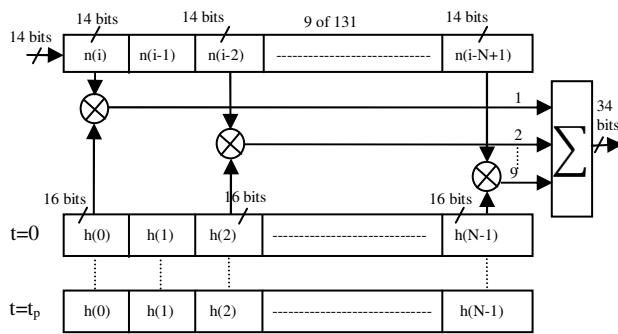 14 bits 14 bits 9 of 131 14 bits
14 bits
n(i) n(i-1) n(i-2) n(i-N+1)
1
34
bits
2
Σ
9
16 bits 16 bits 16 bits
t=0 h(0) h(1) h(2) h(N-1)
t=tp h(0) h(1) h(2) h(N-1)